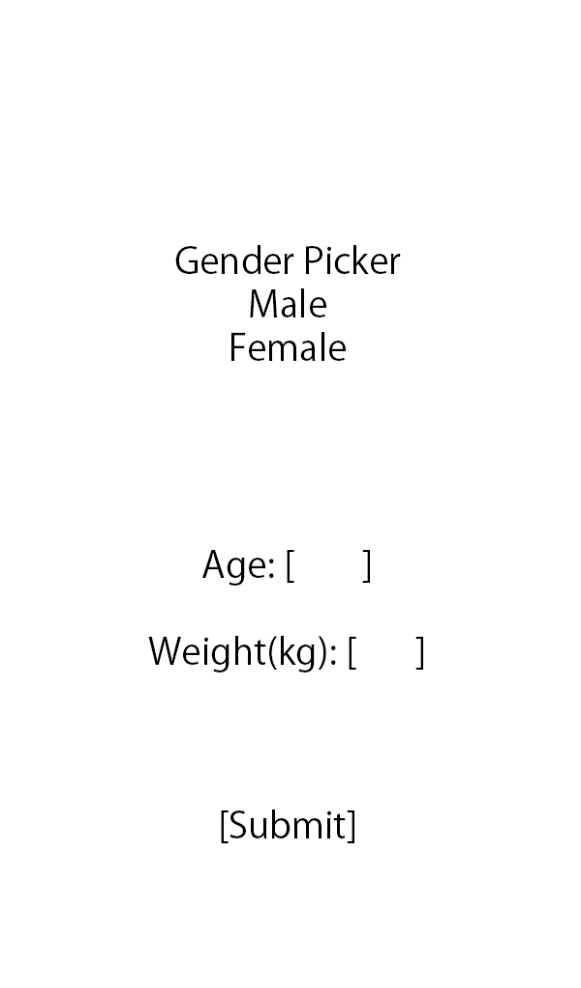 Gender Picker
Male
Female
Age: [       ]
Weight(kg): [      ]
[Submit]